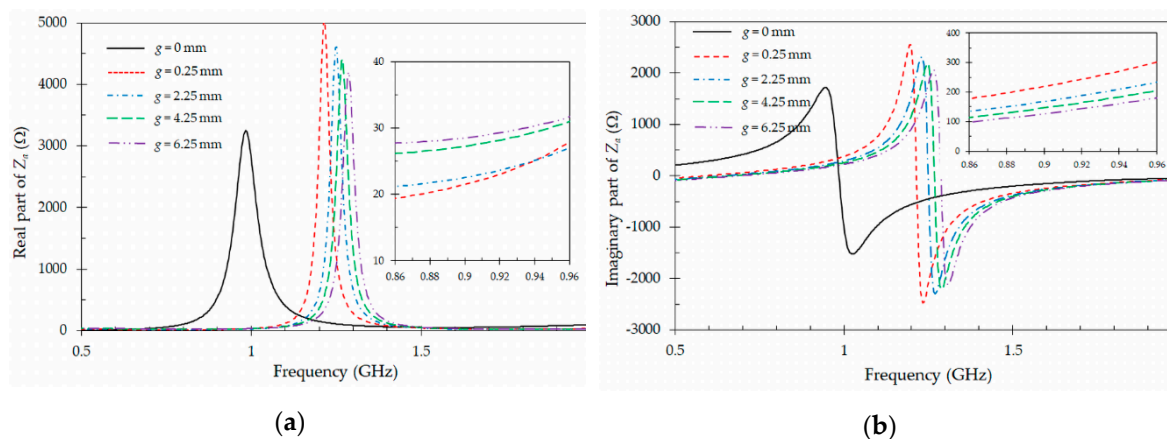 5000
4000
3000
2000
1000
0
Real part of Zₐ (Ω)
g = 0 mm
g = 0.25 mm
g = 2.25 mm
g = 4.25 mm
g = 6.25 mm
40
30
20
10
0.86 0.88 0.9 0.92 0.94 0.96
0.5 1 1.5
Frequency (GHz)
(a)
3000
2000
1000
0
-1000
-2000
-3000
Imaginary part of Zₐ (Ω)
g = 0 mm
g = 0.25 mm
g = 2.25 mm
g = 4.25 mm
g = 6.25 mm
400
300
200
100
0
0.86 0.88 0.9 0.92 0.94 0.96
0.5 1 1.5
Frequency (GHz)
(b)